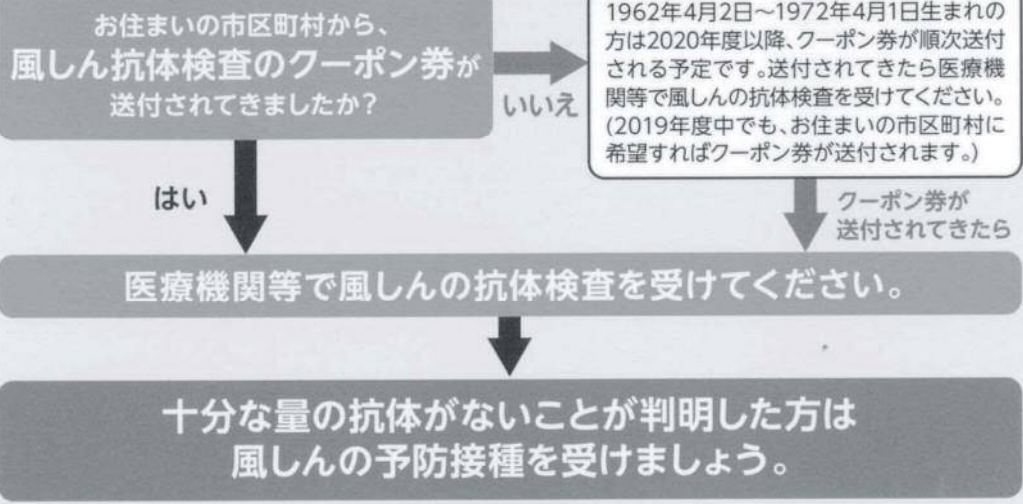 お住まいの市区町村から、
風しん抗体検査のクーポン券が
送付されてきましたか?
いいえ
1962年4月2日〜1972年4月1日生まれの
方は2020年度以降、クーポン券が順次送付
される予定です。送付されてきたら医療機
関等で風しんの抗体検査を受けてください。
(2019年度中でも、お住まいの市区町村に
希望すればクーポン券が送付されます。)
はい
クーポン券が
送付されてきたら
医療機関等で風しんの抗体検査を受けてください。
十分な量の抗体がないことが判明した方は
風しんの予防接種を受けましょう。